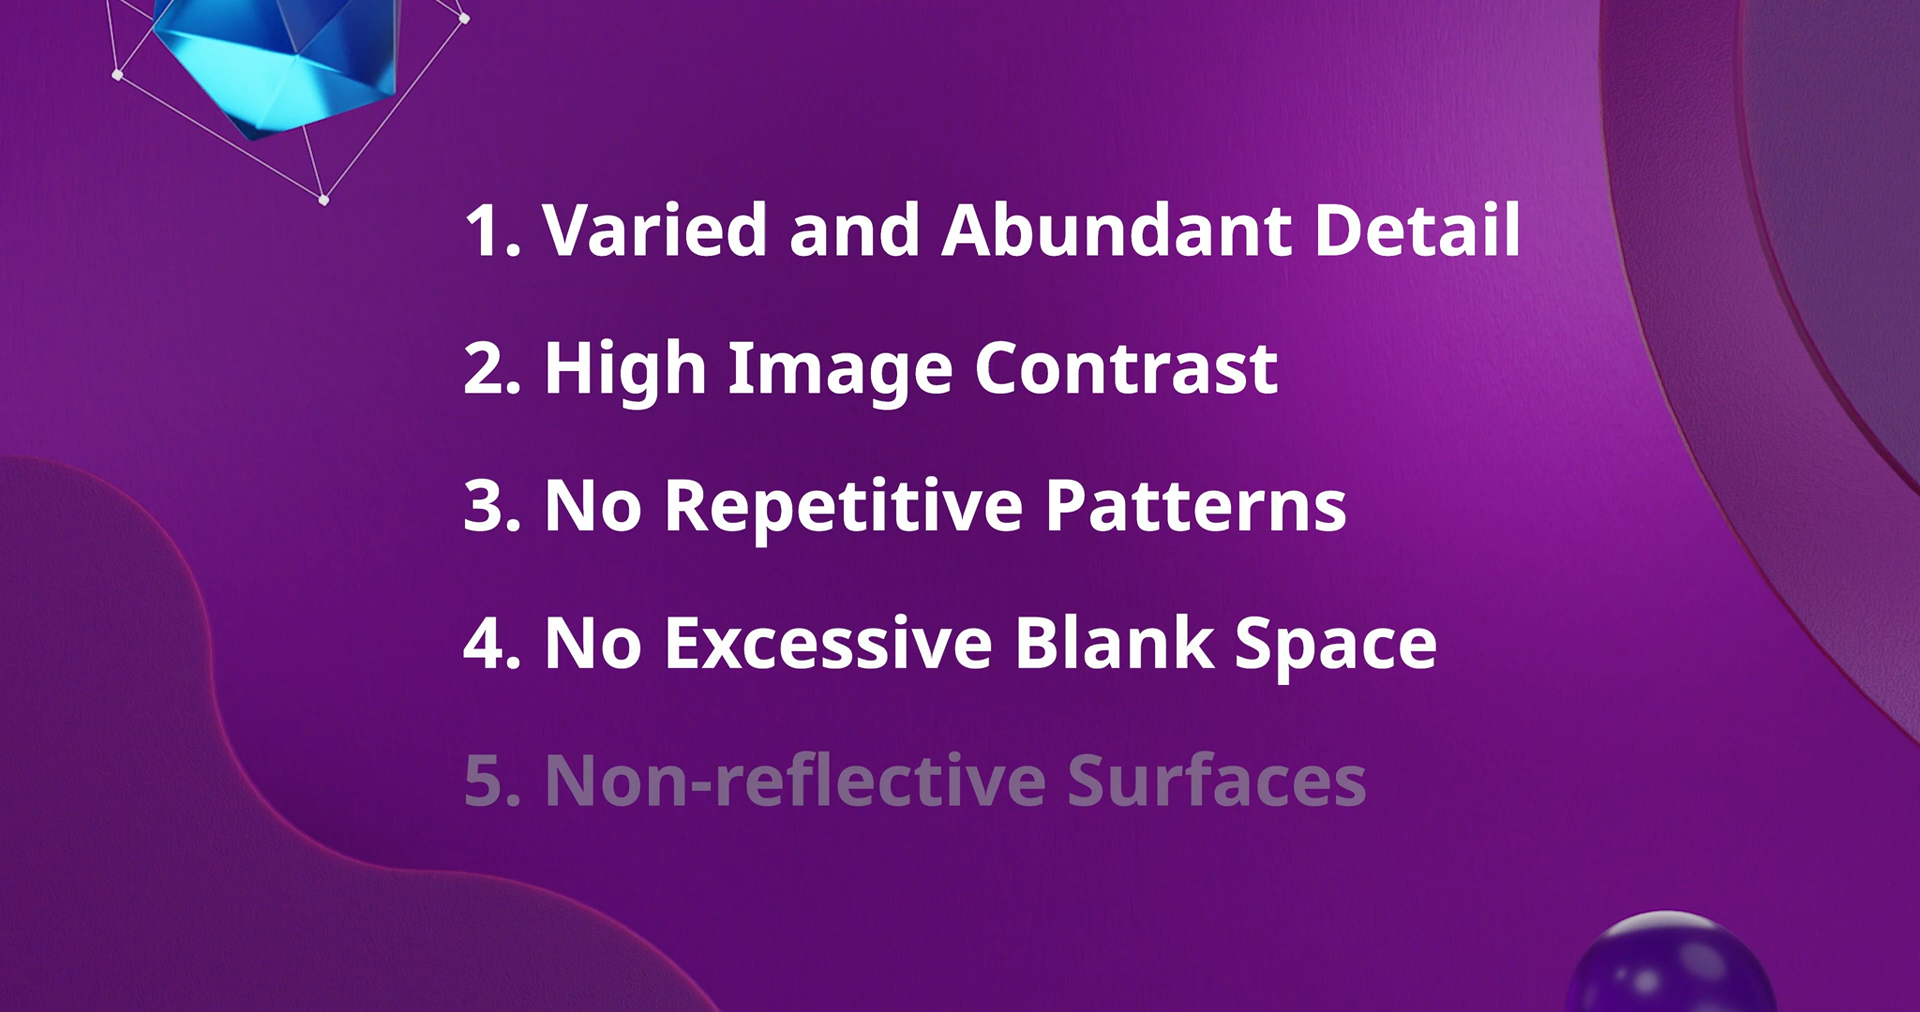 1. Varied and Abundant Detail
2. High Image Contrast
3. No Repetitive Patterns
4. No Excessive Blank Space
5. Non-reflective Surfaces